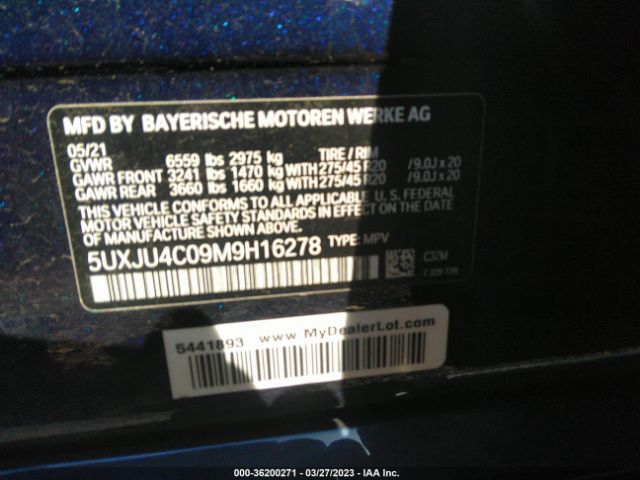 MFD BY BAYERISCHE MOTOREN WERKE AG
05/21
GVWR 6559 lbs 2975 kg TIRE / RIM
GAWR FRONT 3241 lbs 1470 kg WITH 275/45 R20 / 9.0J x 20
GAWR REAR 3660 lbs 1660 kg WITH 275/45 R20 / 9.0J x 20
THIS VEHICLE CONFORMS TO ALL APPLICABLE U.S. FEDERAL
MOTOR VEHICLE SAFETY STANDARDS IN EFFECT ON THE DATE
OF MANUFACTURE SHOWN ABOVE.
5UXJU4C09M9H16278 TYPE: MPV
C3ZM
5441893 www.MyDealerLot.com
000-36200271 — 03/27/2023 — IAA Inc.